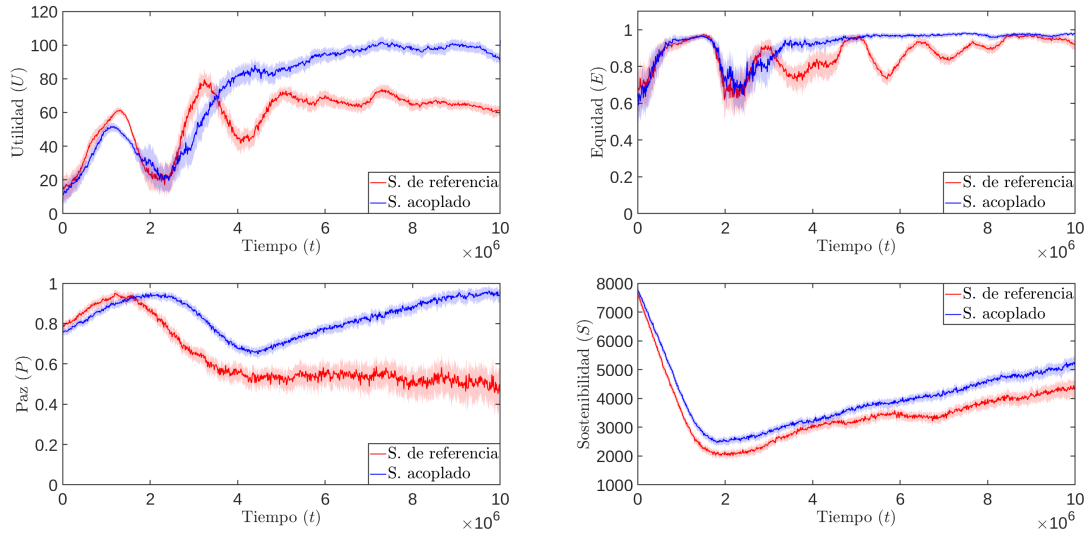 120
100
80
60
40
20
0
Utilidad (U)
S. de referencia
S. acoplado
0 2 4 6 8 10
Tiempo (t)
×10^6
1
0.8
0.6
0.4
0.2
0
Equidad (E)
S. de referencia
S. acoplado
0 2 4 6 8 10
Tiempo (t)
×10^6
1
0.8
0.6
0.4
0.2
0
Paz (P)
S. de referencia
S. acoplado
0 2 4 6 8 10
Tiempo (t)
×10^6
8000
7000
6000
5000
4000
3000
2000
1000
Sostenibilidad (S)
S. de referencia
S. acoplado
0 2 4 6 8 10
Tiempo (t)
×10^6